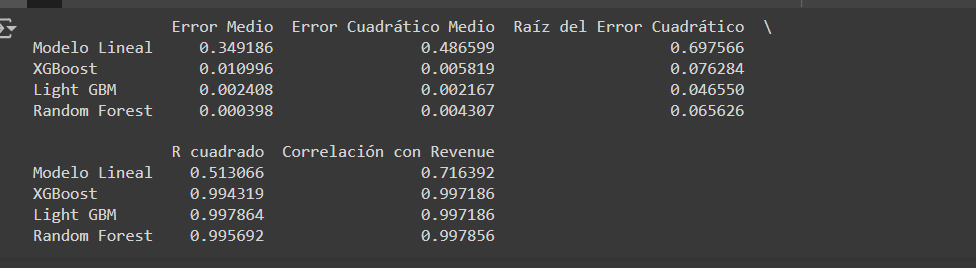 Error Medio Error Cuadrático Medio Raíz del Error Cuadrático \
Modelo Lineal 0.349186 0.486599 0.697566
XGBoost 0.010996 0.005819 0.076284
Light GBM 0.002408 0.002167 0.046550
Random Forest 0.000398 0.004307 0.065626
R cuadrado Correlación con Revenue
Modelo Lineal 0.513066 0.716392
XGBoost 0.994319 0.997186
Light GBM 0.997864 0.997186
Random Forest 0.995692 0.997856